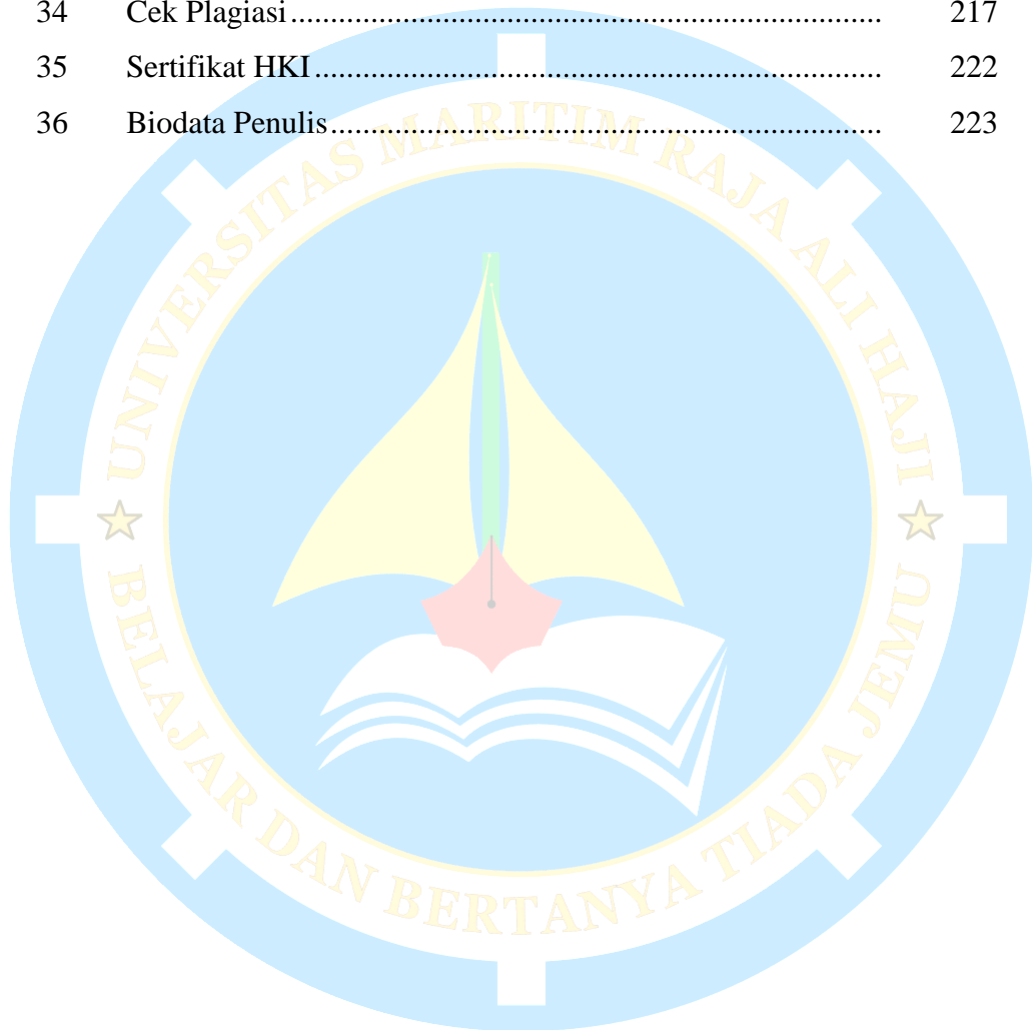 34 Cek Plagiasi.......................................................................... 217
35 Sertifikat HKI....................................................................... 222
36 Biodata Penulis..................................................................... 223
UNIVERSITAS MARITIM RAJA ALI HAJI
BELAJAR DAN BERTANYA TIADA JEMU